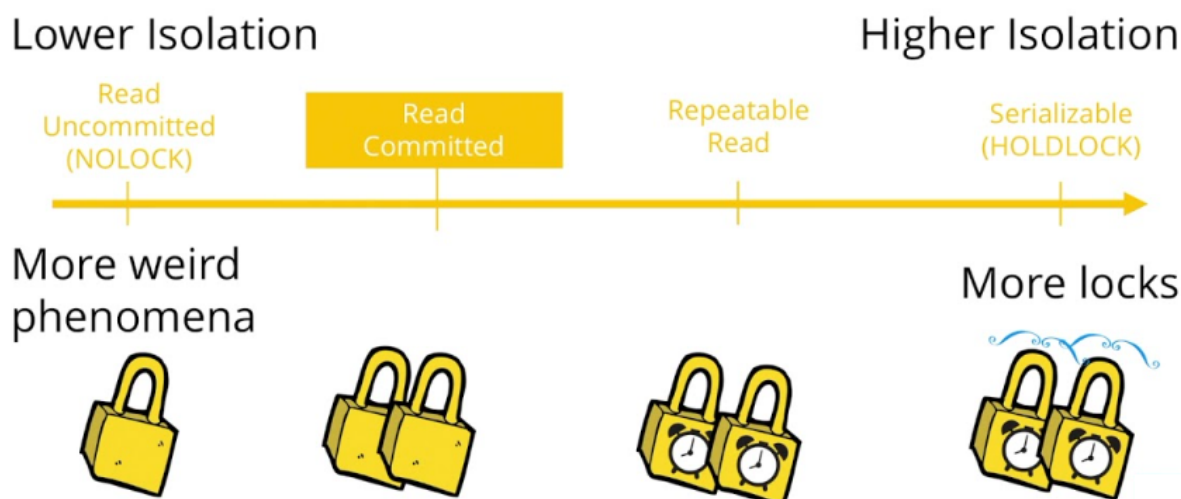 Lower Isolation
Higher Isolation
Read
Uncommitted
(NOLOCK)
Read
Committed
Repeatable
Read
Serializable
(HOLDLOCK)
More weird
phenomena
More locks